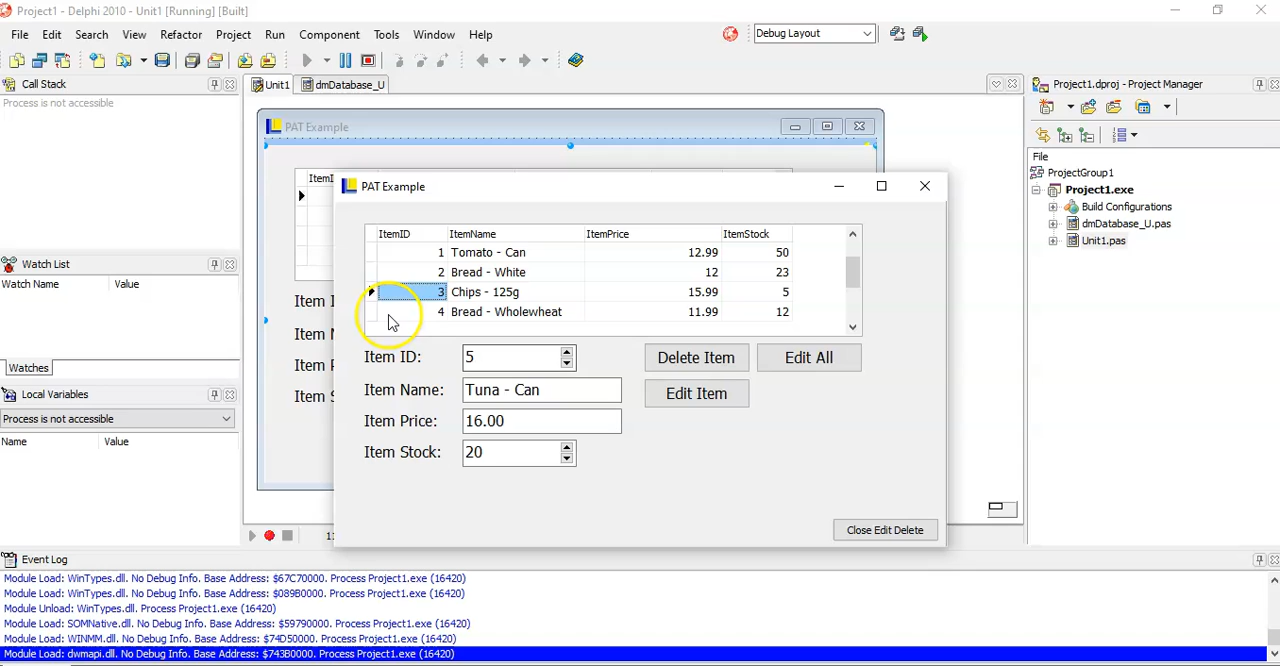 Project1 - Delphi 2010 - Unit1 [Running] [Built]
File Edit Search View Refactor Project Run Component Tools Window Help
Debug Layout
Call Stack
Process is not accessible
Unit1 dmDatabase_U
Project1.dproj - Project Manager
PAT Example
ItemI
Item I
Item N
Item P
Item S
PAT Example
ItemID ItemName ItemPrice ItemStock
1 Tomato - Can 12.99 50
2 Bread - White 12 23
3 Chips - 125g 15.99 5
4 Bread - Wholewheat 11.99 12
Item ID: 5 Delete Item Edit All
Item Name: Tuna - Can Edit Item
Item Price: 16.00
Item Stock: 20
Close Edit Delete
File
ProjectGroup1
Project1.exe
Build Configurations
dmDatabase_U.pas
Unit1.pas
Watch List
Watch Name Value
Watches
Local Variables
Process is not accessible
Name Value
Event Log
Module Load: WinTypes.dll. No Debug Info. Base Address: $67C70000. Process Project1.exe (16420)
Module Load: WinTypes.dll. No Debug Info. Base Address: $089B0000. Process Project1.exe (16420)
Module Unload: WinTypes.dll. Process Project1.exe (16420)
Module Load: SOMNative.dll. No Debug Info. Base Address: $59790000. Process Project1.exe (16420)
Module Load: WINMM.dll. No Debug Info. Base Address: $74D50000. Process Project1.exe (16420)
Module Load: dwmapi.dll. No Debug Info. Base Address: $743B0000. Process Project1.exe (16420)